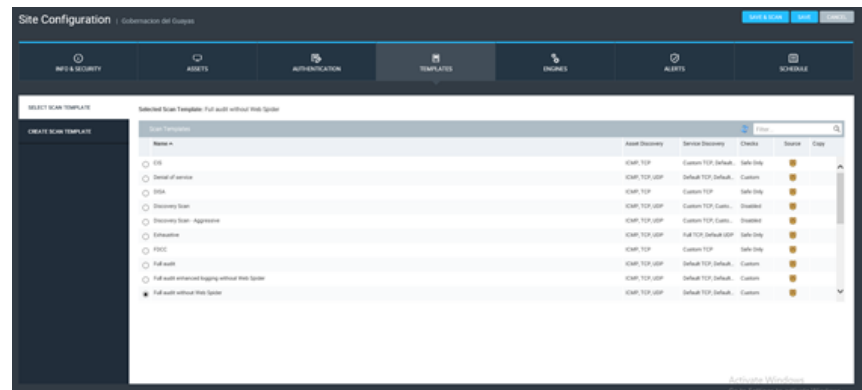 Site Configuration | Gobernacion del Guayas
SAVE & SCAN SAVE CANCEL
INFO & SECURITY ASSETS AUTHENTICATION TEMPLATES ENGINES ALERTS SCHEDULE
SELECT SCAN TEMPLATE
CREATE SCAN TEMPLATE
Selected Scan Template: Full audit without Web Spider
Scan Templates Filter...
Name Asset Discovery Service Discovery Checks Source Copy
CIS ICMP, TCP Custom TCP, Default... Safe Only
Denial of service ICMP, TCP, UDP Default TCP, Default... Custom
DISA ICMP, TCP Custom TCP Safe Only
Discovery Scan ICMP, TCP, UDP Custom TCP, Custo... Disabled
Discovery Scan - Aggressive ICMP, TCP, UDP Custom TCP, Custo... Disabled
Exhaustive ICMP, TCP, UDP Full TCP, Default UDP Safe Only
FDCC ICMP, TCP Custom TCP Safe Only
Full audit ICMP, TCP, UDP Default TCP, Default... Custom
Full audit enhanced logging without Web Spider ICMP, TCP, UDP Default TCP, Default... Custom
Full audit without Web Spider ICMP, TCP, UDP Default TCP, Default... Custom
Activate Windows